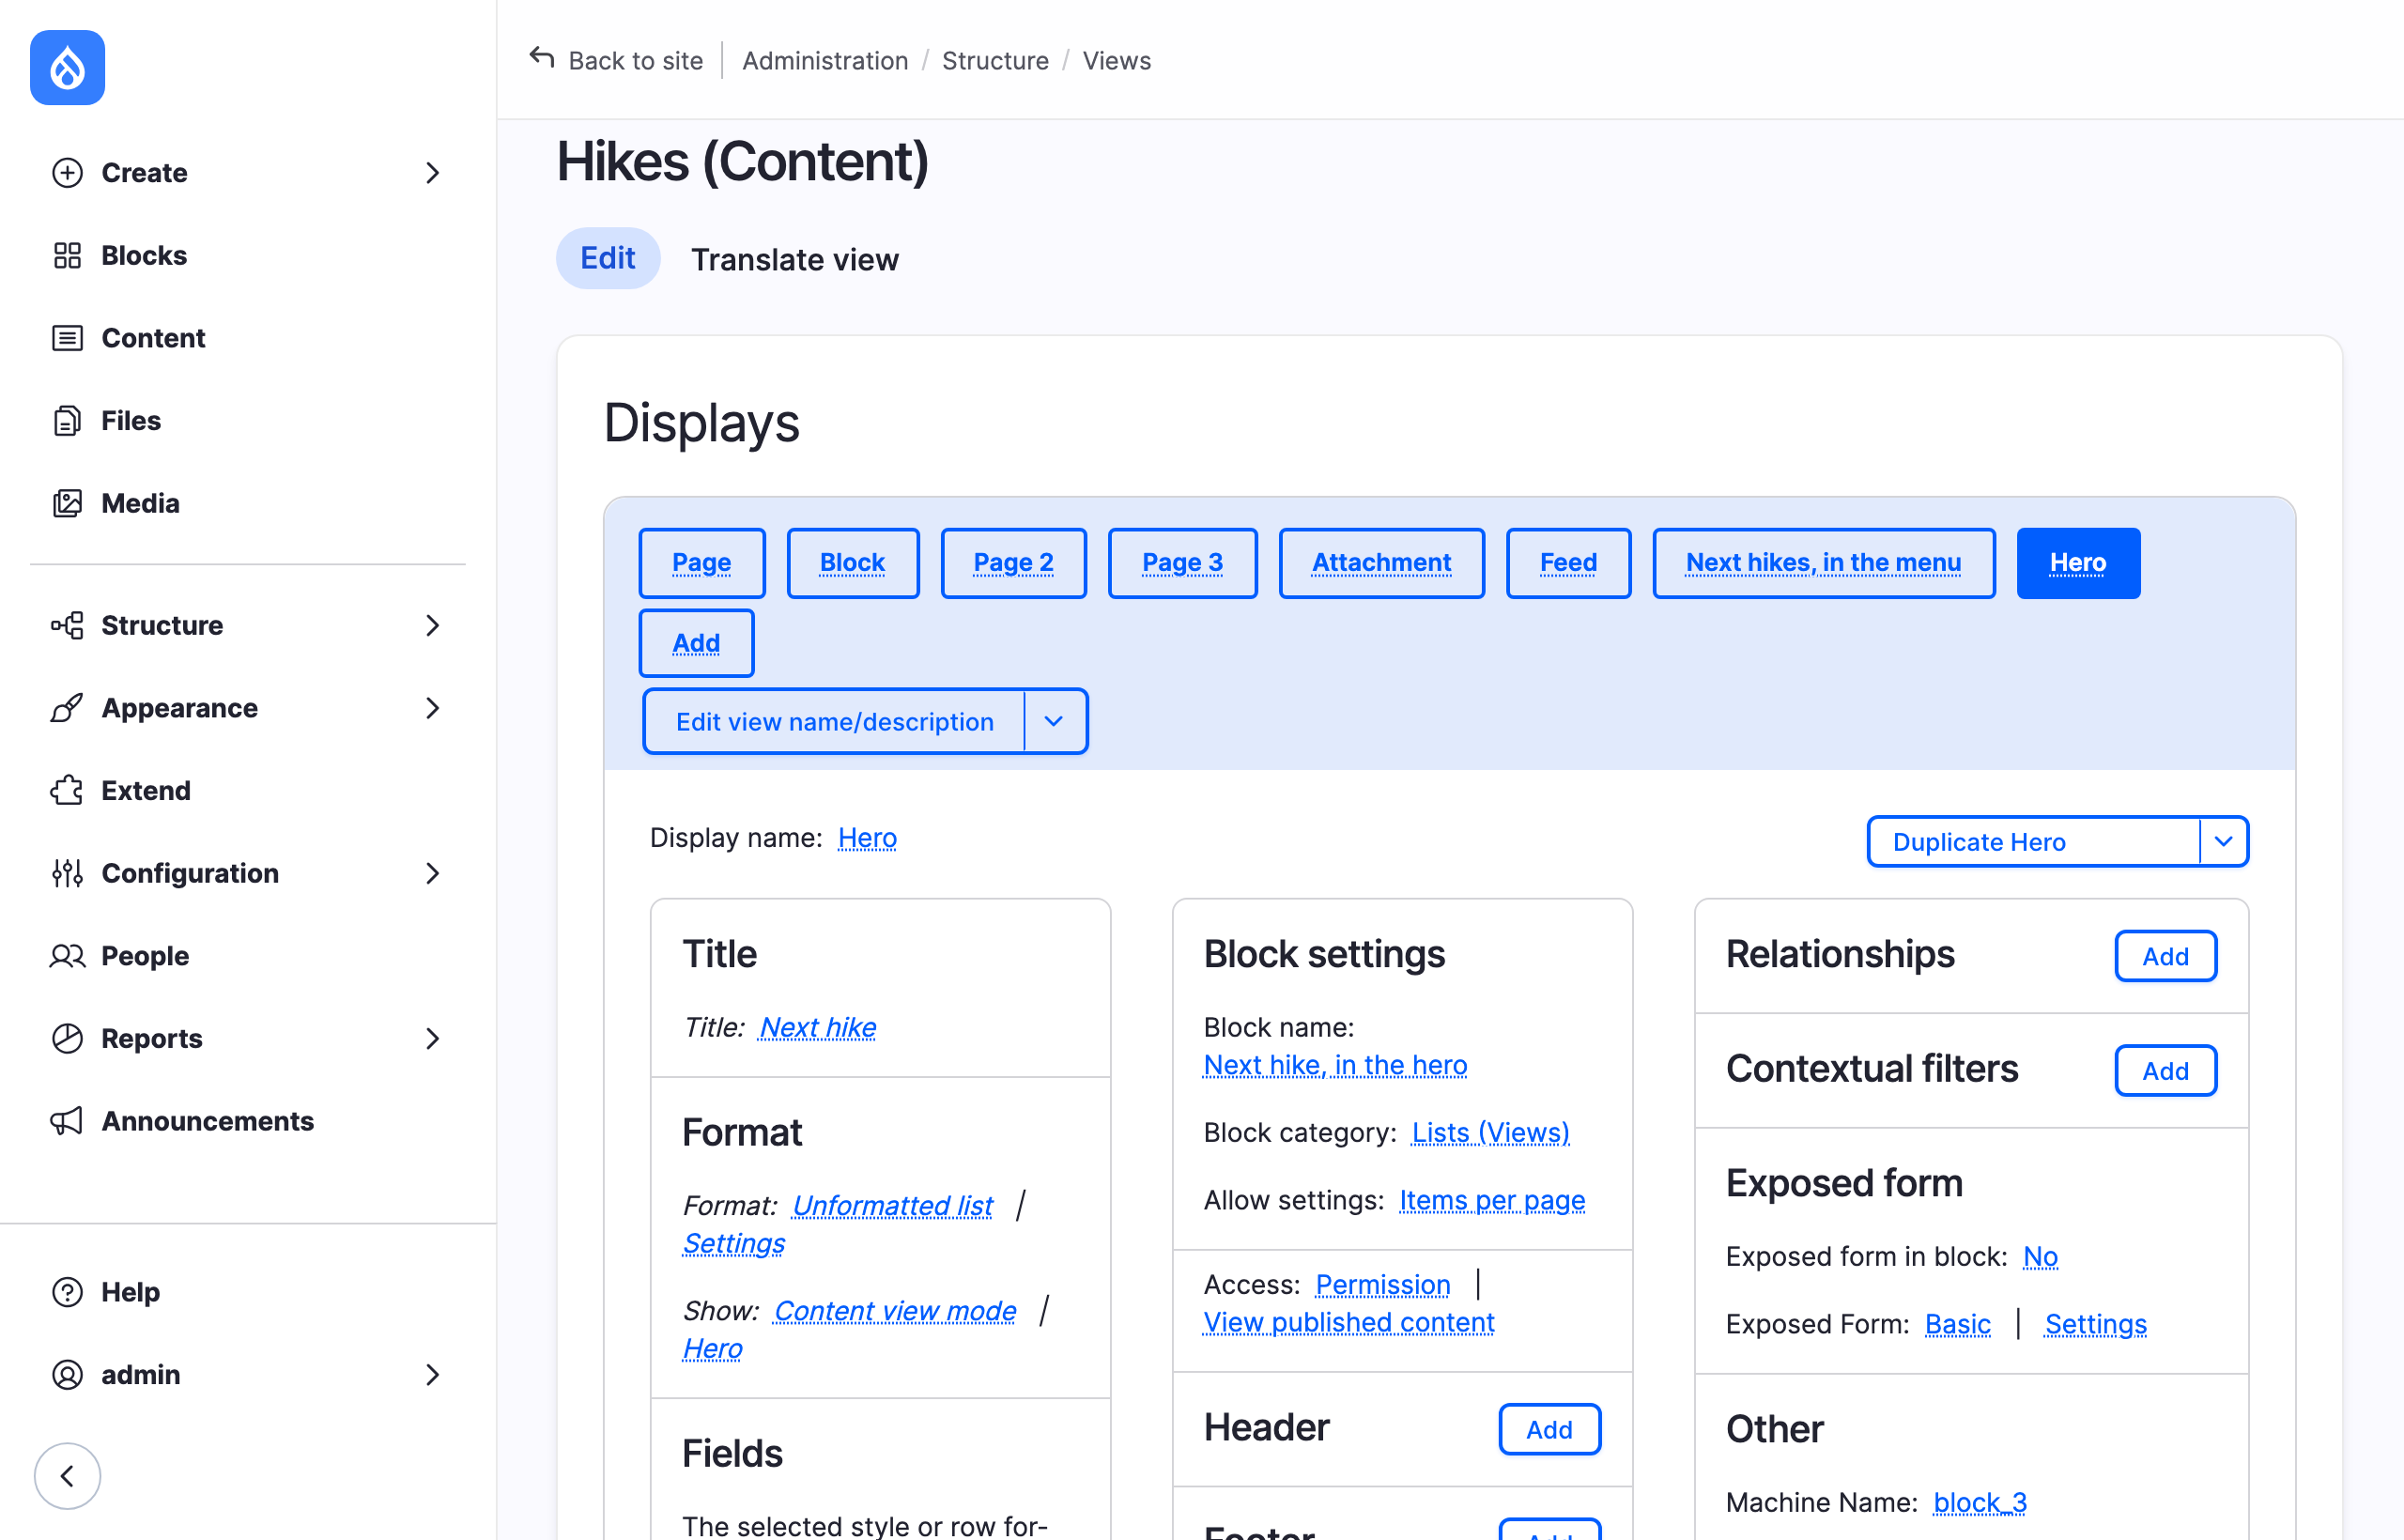 Back to site
Administration / Structure / Views
Create
Blocks
Content
Files
Media
Structure
Appearance
Extend
Configuration
People
Reports
Announcements
Help
admin
Hikes (Content)
Edit
Translate view
Displays
Page
Block
Page 2
Page 3
Attachment
Feed
Next hikes, in the menu
Hero
Add
Edit view name/description
Display name: Hero
Duplicate Hero
Title
Title: Next hike
Format
Format: Unformatted list |
Settings
Show: Content view mode |
Hero
Fields
The selected style or row for-
Block settings
Block name:
Next hike, in the hero
Block category: Lists (Views)
Allow settings: Items per page
Access: Permission |
View published content
Header
Add
Footer
Add
Relationships
Add
Contextual filters
Add
Exposed form
Exposed form in block: No
Exposed Form: Basic | Settings
Other
Machine Name: block_3